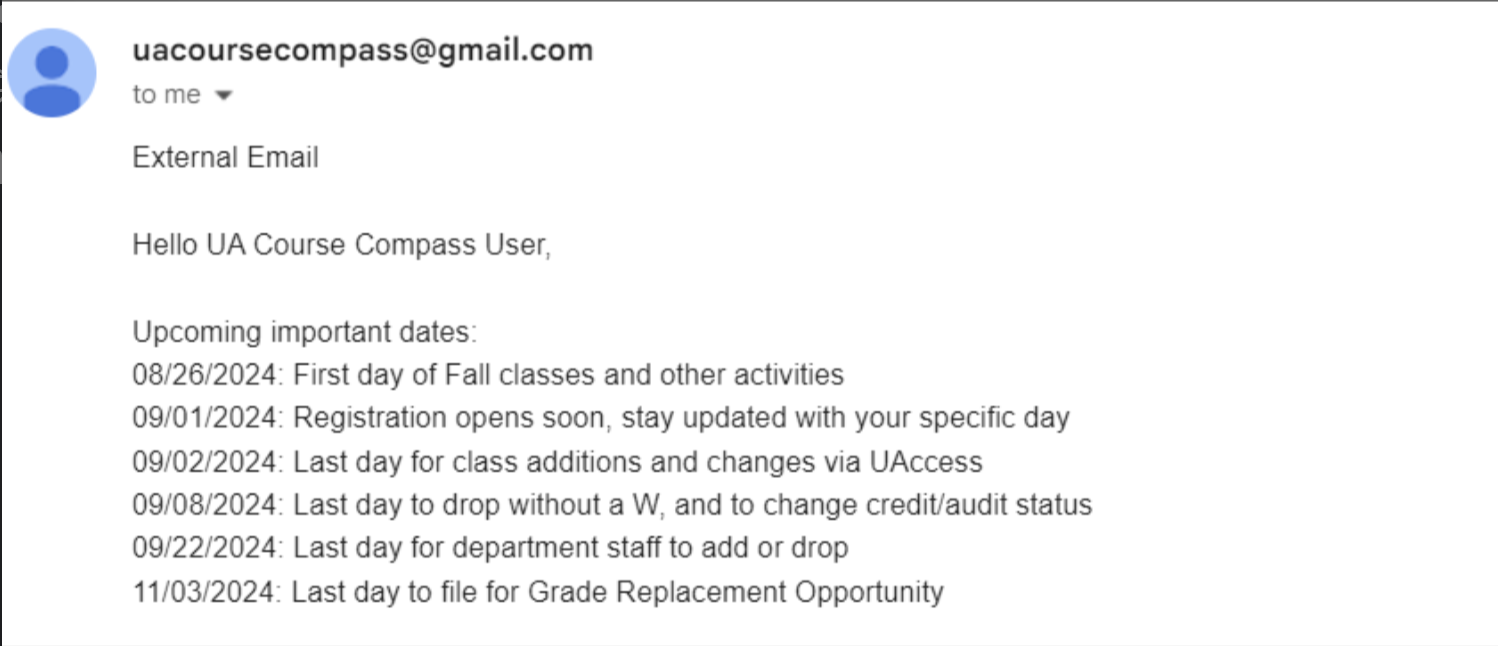 uacoursecompass@gmail.com
to me
External Email
Hello UA Course Compass User,
Upcoming important dates:
08/26/2024: First day of Fall classes and other activities
09/01/2024: Registration opens soon, stay updated with your specific day
09/02/2024: Last day for class additions and changes via UAccess
09/08/2024: Last day to drop without a W, and to change credit/audit status
09/22/2024: Last day for department staff to add or drop
11/03/2024: Last day to file for Grade Replacement Opportunity